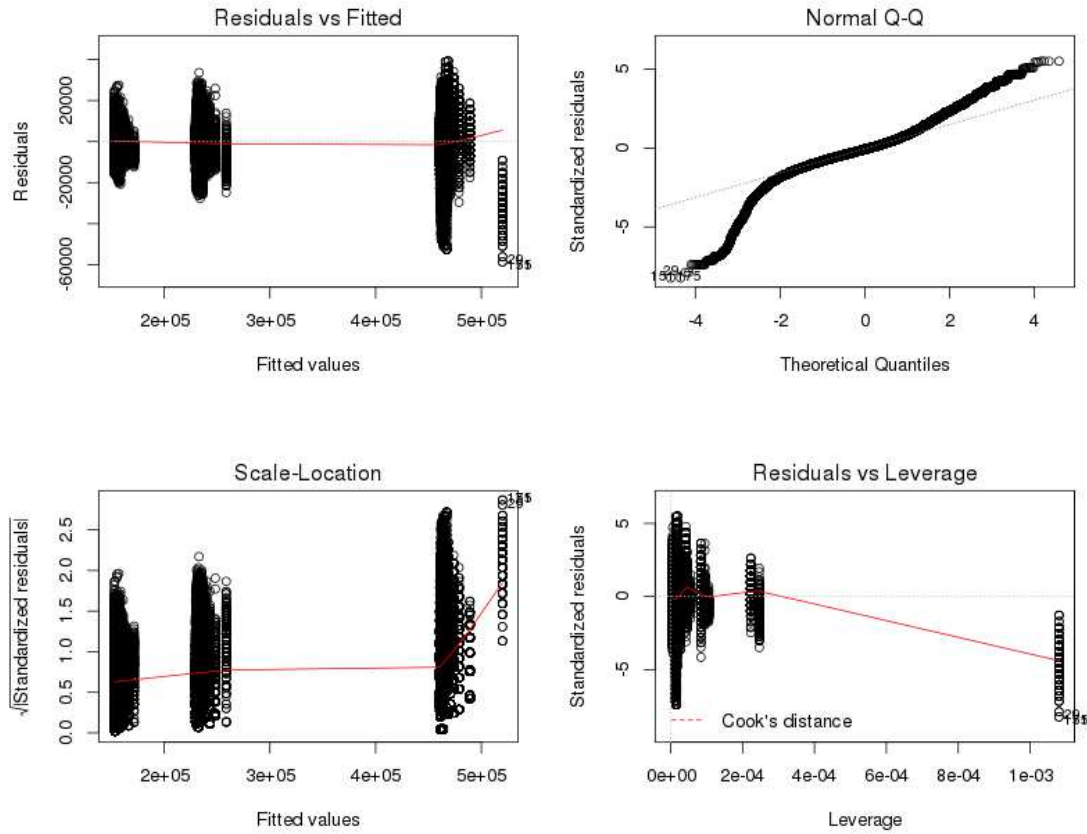 Residuals vs Fitted
Residuals
20000
-20000
-60000
29
2e+05 3e+05 4e+05 5e+05
Fitted values
Normal Q-Q
Standardized residuals
5
0
-5
29
-4 -2 0 2 4
Theoretical Quantiles
Scale-Location
√|Standardized residuals|
2.5
2.0
1.5
1.0
0.5
0.0
29
2e+05 3e+05 4e+05 5e+05
Fitted values
Residuals vs Leverage
Standardized residuals
5
0
-5
29
Cook's distance
0e+00 2e-04 4e-04 6e-04 1e-03
Leverage